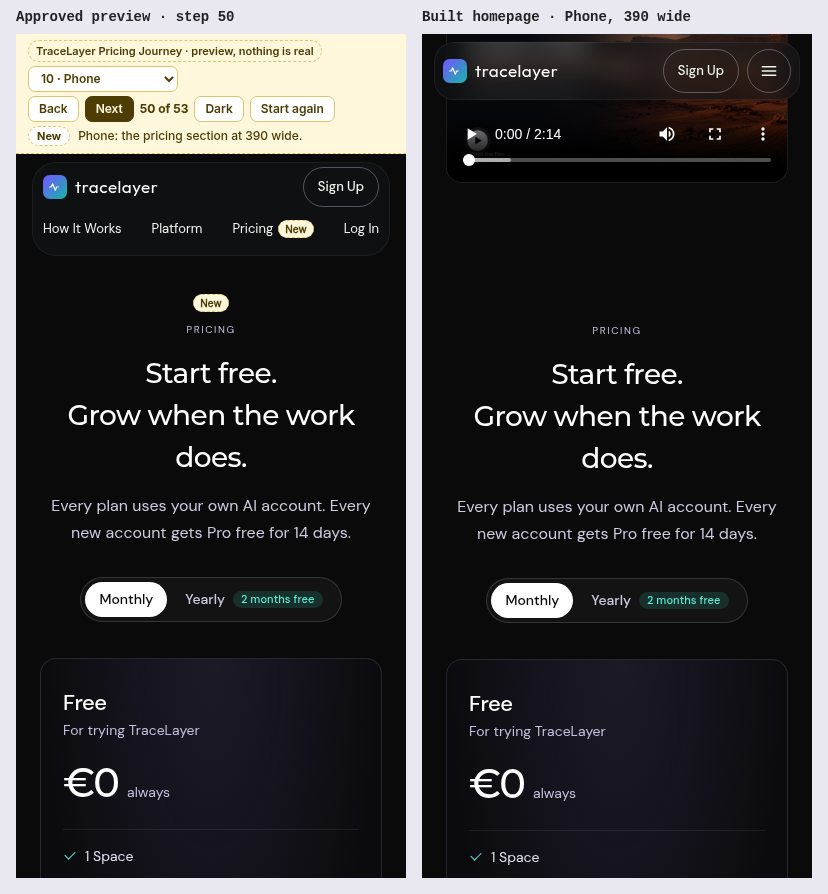 Approved preview · step 50
TraceLayer Pricing Journey · preview, nothing is real
10 · Phone
Back Next 50 of 53 Dark Start again
New Phone: the pricing section at 390 wide.
tracelayer Sign Up
How It Works Platform Pricing New Log In
New
PRICING
Start free.
Grow when the work
does.
Every plan uses your own AI account. Every
new account gets Pro free for 14 days.
Monthly Yearly 2 months free
Free
For trying TraceLayer
€0 always
1 Space
Built homepage · Phone, 390 wide
tracelayer Sign Up
0:00 / 2:14
PRICING
Start free.
Grow when the work
does.
Every plan uses your own AI account. Every
new account gets Pro free for 14 days.
Monthly Yearly 2 months free
Free
For trying TraceLayer
€0 always
1 Space